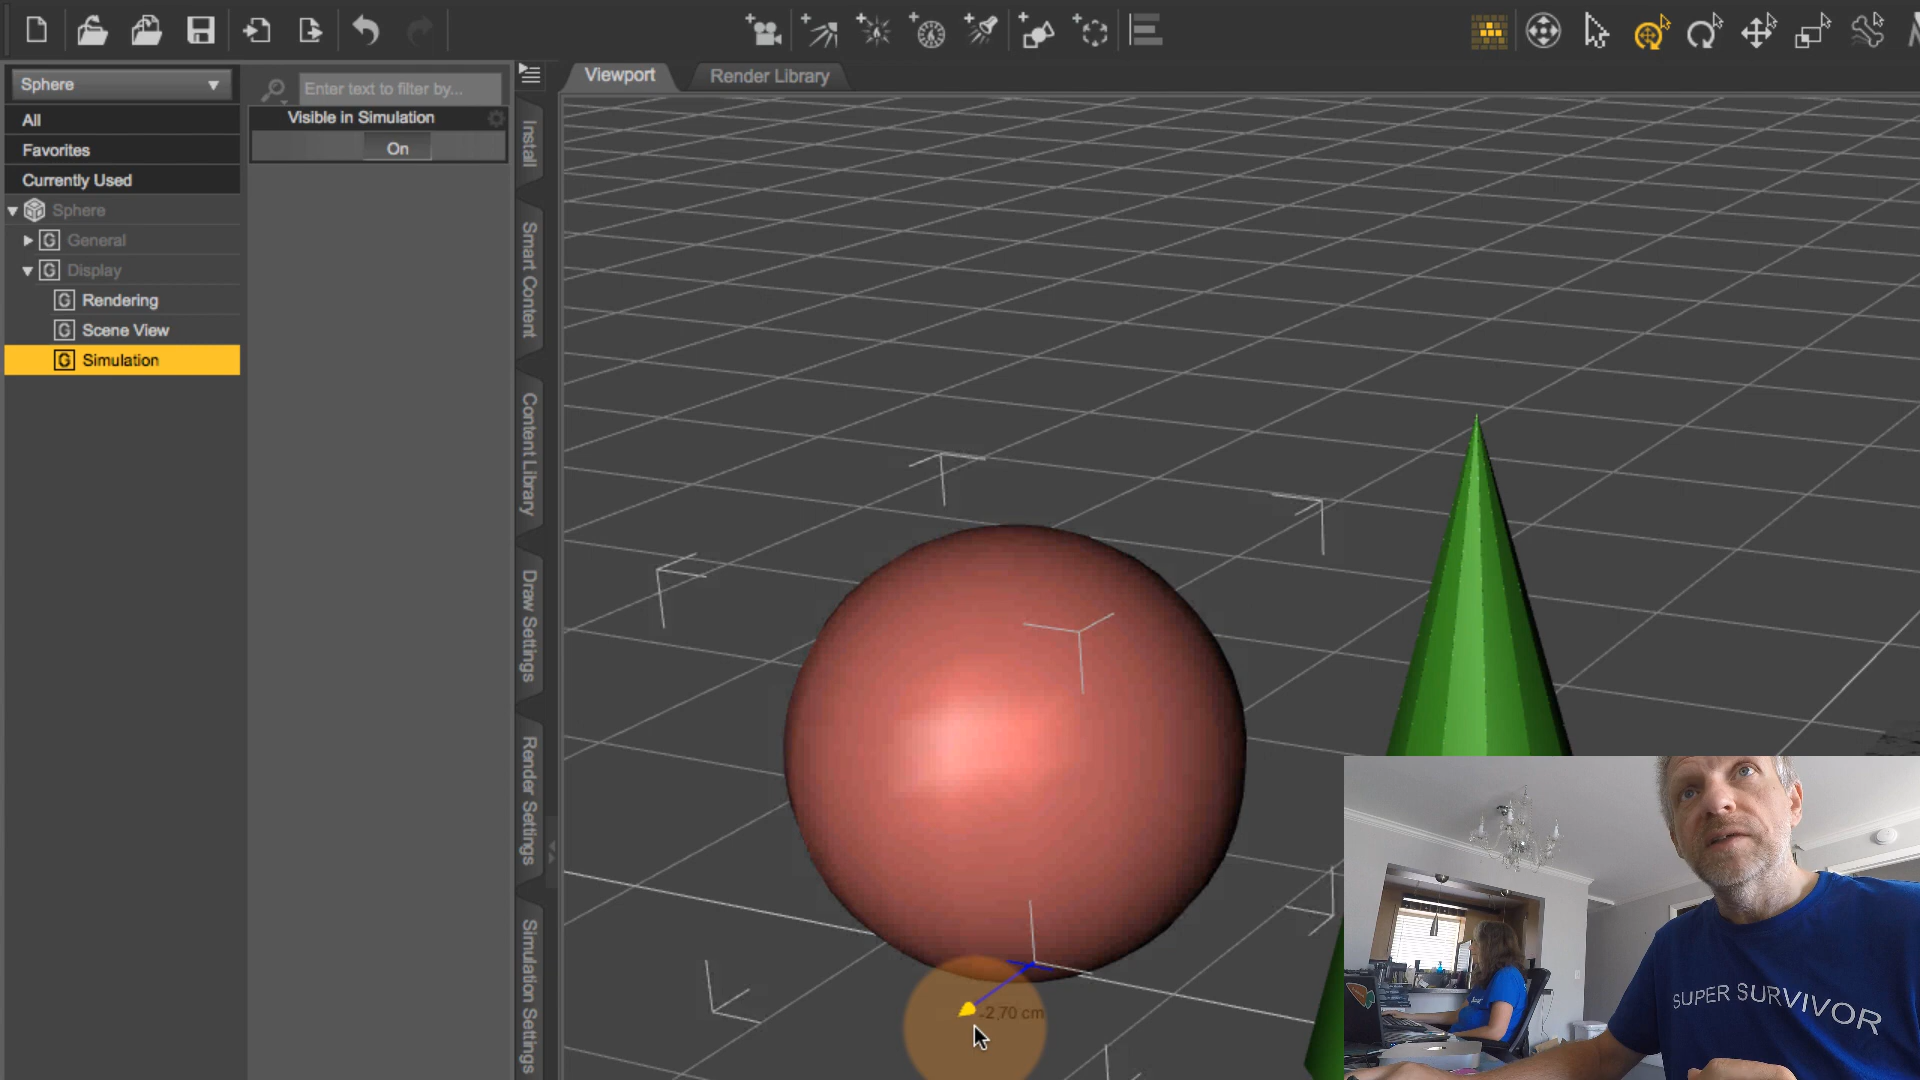 Sphere
All
Favorites
Currently Used
Sphere
G General
G Display
G Rendering
G Scene View
G Simulation
Enter text to filter by...
Visible in Simulation
On
Install
Smart Content
Content Library
Draw Settings
Render Settings
Simulation Settings
Viewport
Render Library
-2,70 cm
SUPER SURVIVOR